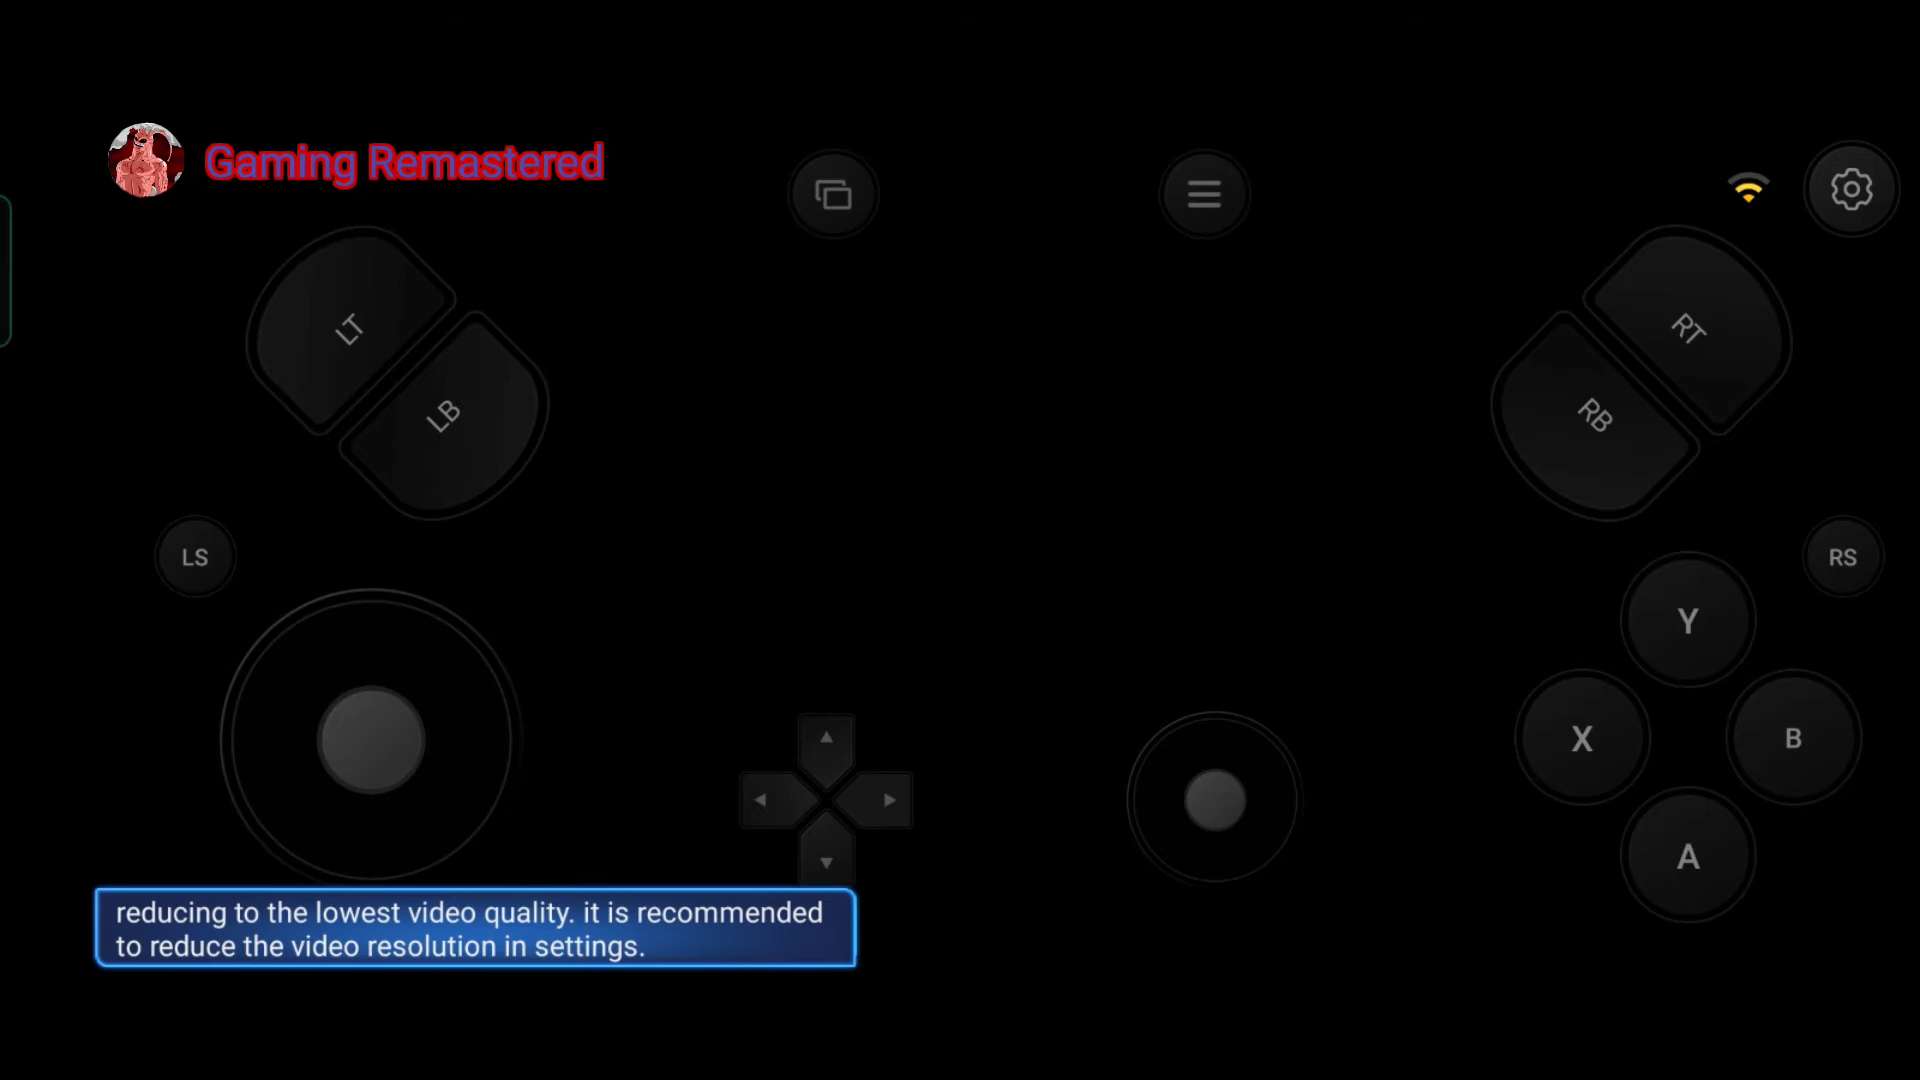 Gaming Remastered
LT
LB
RT
RB
LS
RS
Y
X
B
A
reducing to the lowest video quality. it is recommended
to reduce the video resolution in settings.